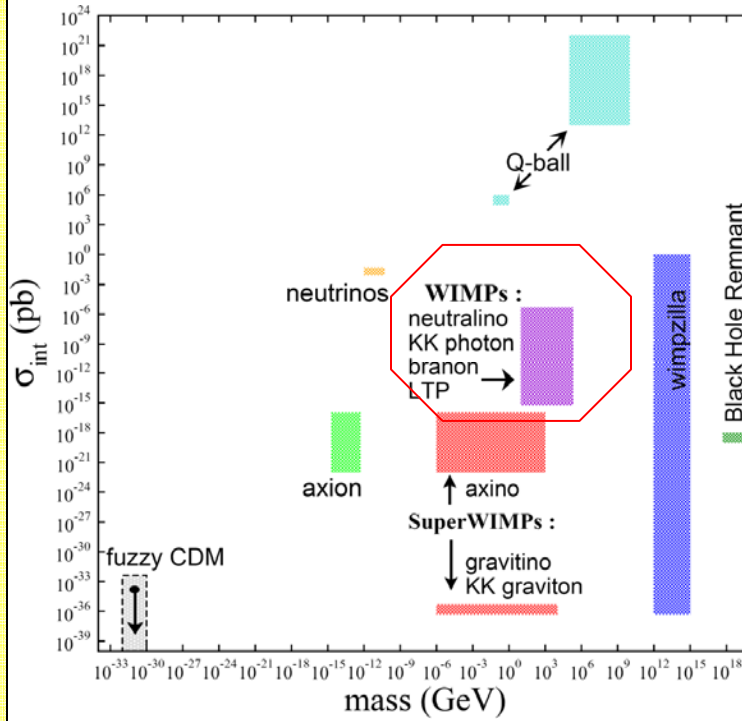 10^24
10^21
10^18
10^15
10^12
10^9
10^6
10^3
10^0
10^-3
10^-6
10^-9
10^-12
10^-15
10^-18
10^-21
10^-24
10^-27
10^-30
10^-33
10^-36
10^-39
σ_int (pb)
Q-ball
neutrinos
WIMPs :
neutralino
KK photon
branon
LTP
wimpzilla
Black Hole Remnant
axion
axino
SuperWIMPs :
gravitino
KK graviton
fuzzy CDM
10^-33 10^-30 10^-27 10^-24 10^-21 10^-18 10^-15 10^-12 10^-9 10^-6 10^-3 10^0 10^3 10^6 10^9 10^12 10^15 10^18
mass (GeV)